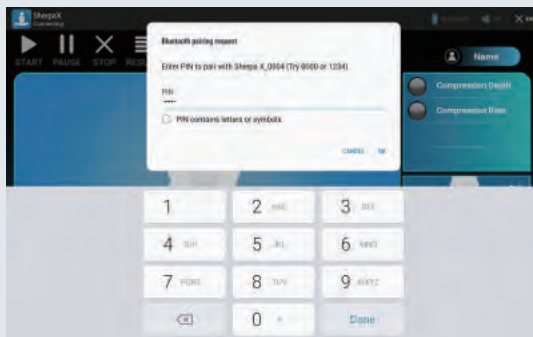 SherpaX
Connecting
START PAUSE STOP
Name
Compression Depth
Compression Rate
Bluetooth pairing request
Enter PIN to pair with Sherpa X_0004 (Try 0000 or 1234).
PIN
••••
PIN contains letters or symbols.
CANCEL OK
1
2 ABC
3 DEF
4 GHI
5 JKL
6 MNO
7 PQRS
8 TUV
9 WXYZ
0 +
Done